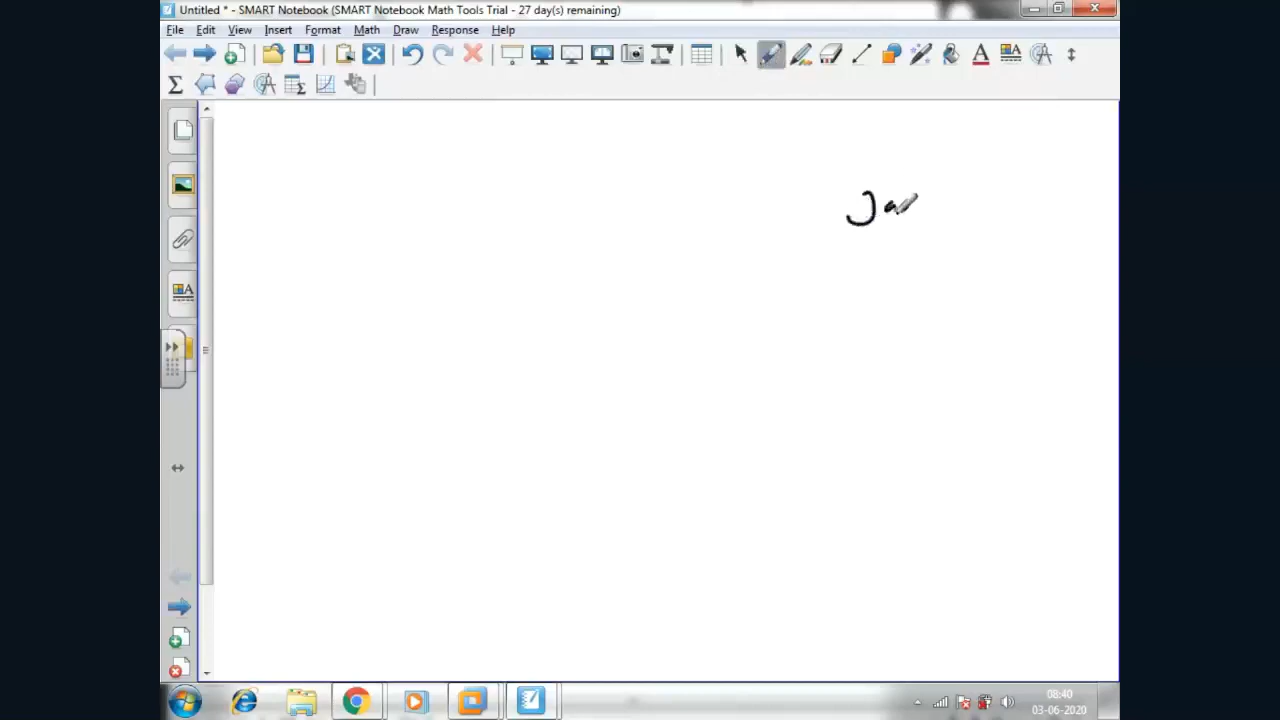 Untitled * - SMART Notebook (SMART Notebook Math Tools Trial - 27 day(s) remaining)
File Edit View Insert Format Math Draw Response Help
08:40
03-06-2020